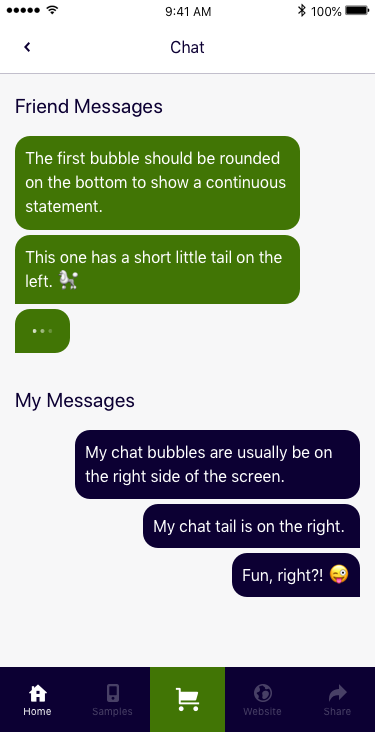 9:41 AM
100%
Chat
Friend Messages
The first bubble should be rounded
on the bottom to show a continuous
statement.
This one has a short little tail on the
left. 🐩
My Messages
My chat bubbles are usually be on
the right side of the screen.
My chat tail is on the right.
Fun, right?! 😜
Home
Samples
Website
Share